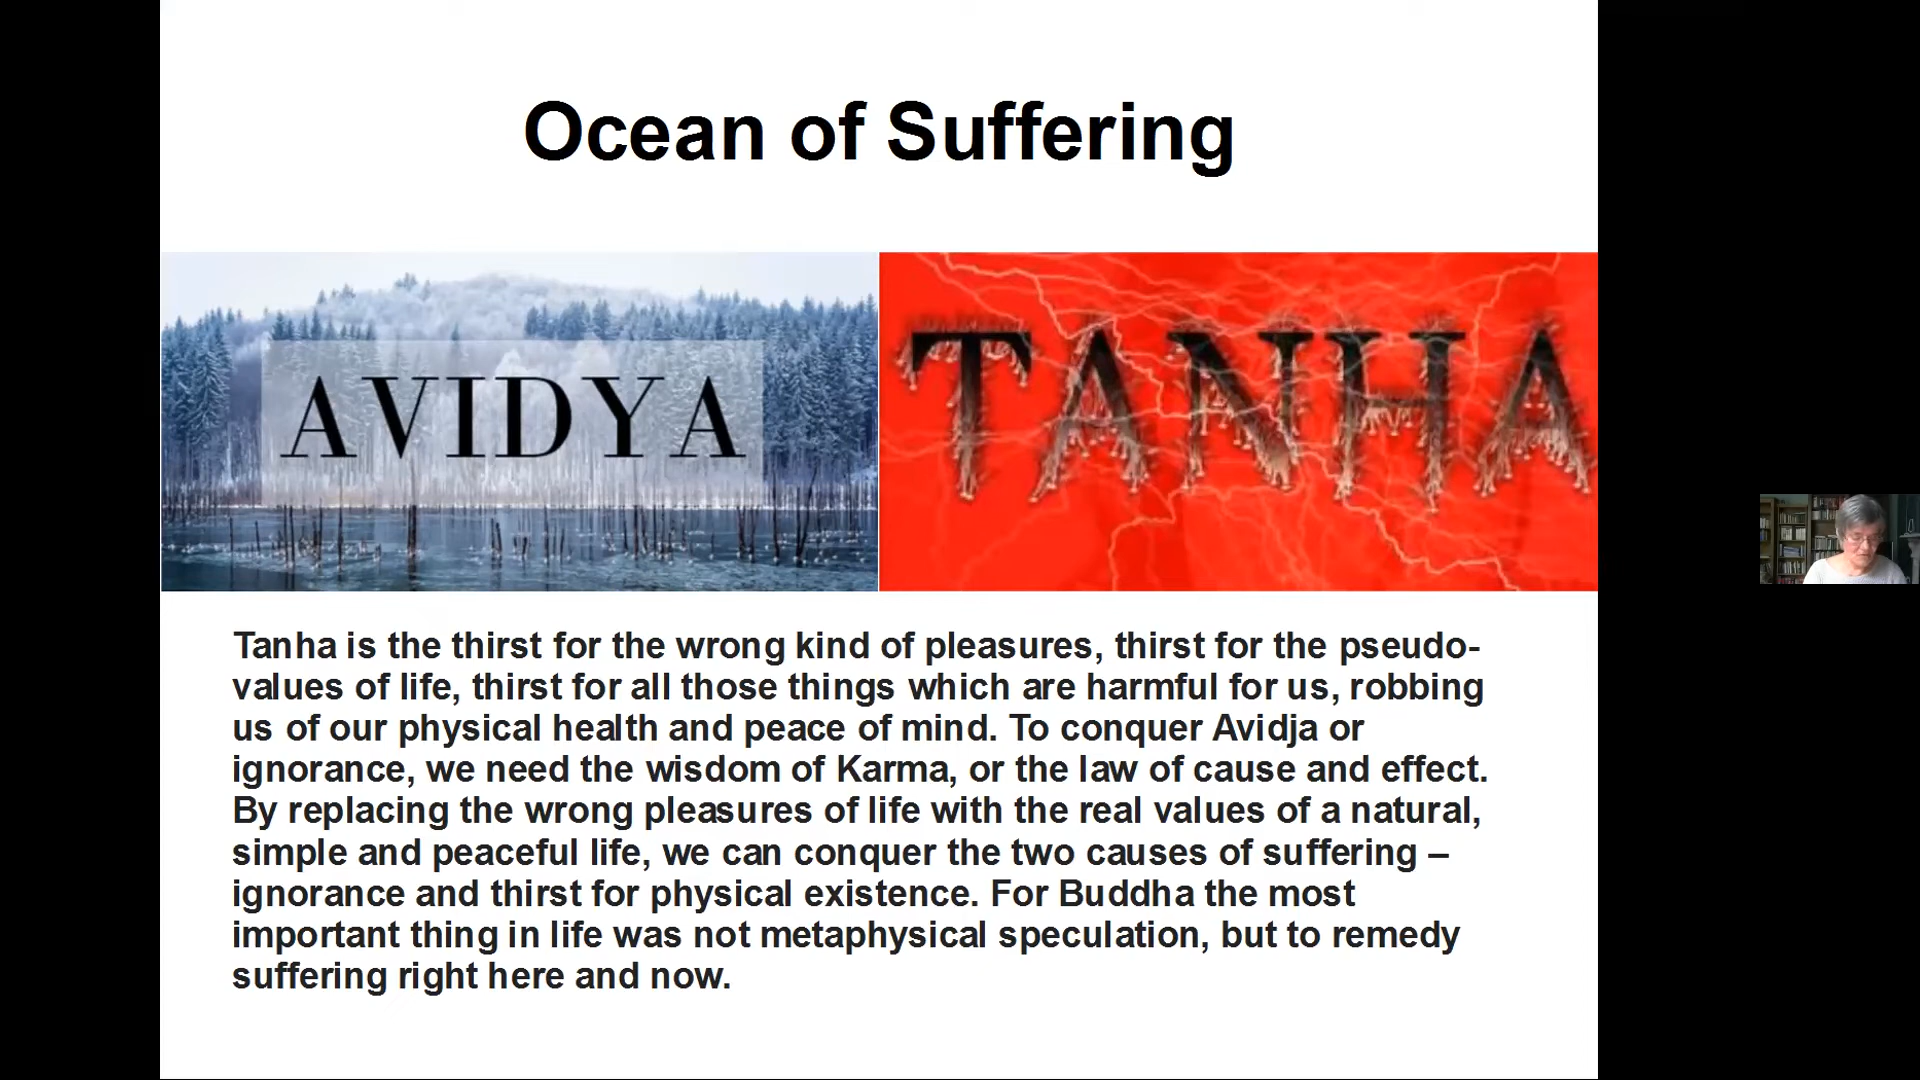 Ocean of Suffering
AVIDYA
TANHA
Tanha is the thirst for the wrong kind of pleasures, thirst for the pseudo-
values of life, thirst for all those things which are harmful for us, robbing
us of our physical health and peace of mind. To conquer Avidja or
ignorance, we need the wisdom of Karma, or the law of cause and effect.
By replacing the wrong pleasures of life with the real values of a natural,
simple and peaceful life, we can conquer the two causes of suffering –
ignorance and thirst for physical existence. For Buddha the most
important thing in life was not metaphysical speculation, but to remedy
suffering right here and now.